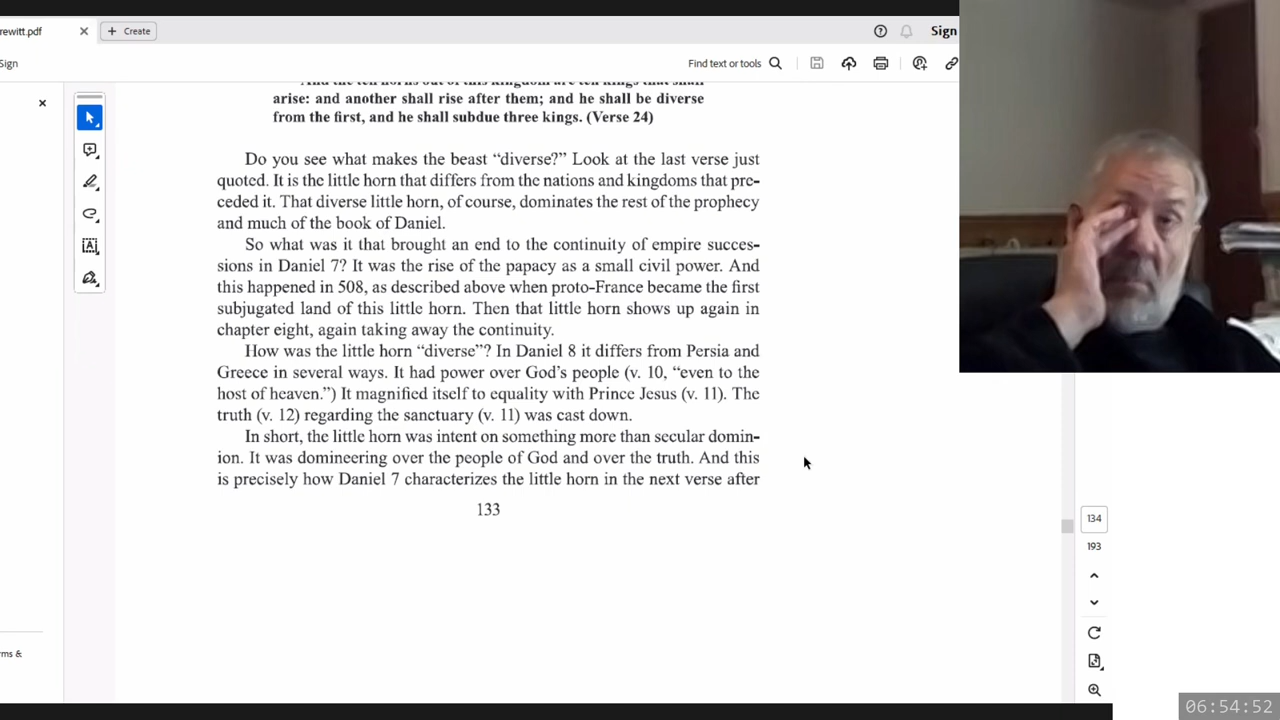 rewitt.pdf
Create
Sign
Sign
Find text or tools
arise: and another shall rise after them; and he shall be diverse
from the first, and he shall subdue three kings. (Verse 24)
Do you see what makes the beast “diverse?” Look at the last verse just
quoted. It is the little horn that differs from the nations and kingdoms that pre-
ceded it. That diverse little horn, of course, dominates the rest of the prophecy
and much of the book of Daniel.
So what was it that brought an end to the continuity of empire succes-
sions in Daniel 7? It was the rise of the papacy as a small civil power. And
this happened in 508, as described above when proto-France became the first
subjugated land of this little horn. Then that little horn shows up again in
chapter eight, again taking away the continuity.
How was the little horn “diverse”? In Daniel 8 it differs from Persia and
Greece in several ways. It had power over God’s people (v. 10, “even to the
host of heaven.”) It magnified itself to equality with Prince Jesus (v. 11). The
truth (v. 12) regarding the sanctuary (v. 11) was cast down.
In short, the little horn was intent on something more than secular domin-
ion. It was domineering over the people of God and over the truth. And this
is precisely how Daniel 7 characterizes the little horn in the next verse after
133
134
193
rms &
06:54:52